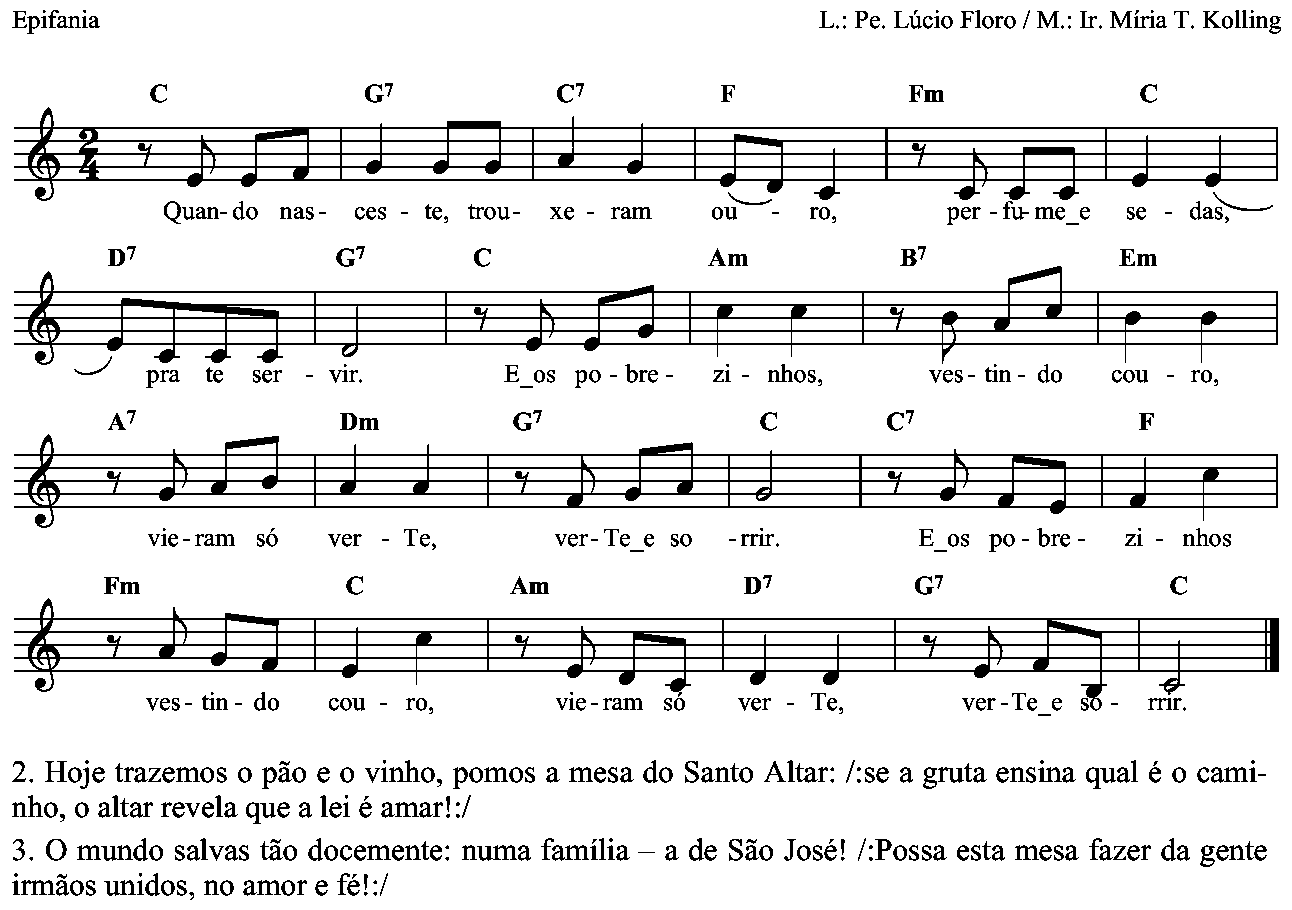 Epifania L.: Pe. Lúcio Floro / M.: Ir. Míria T. Kolling
C G7 C7 F Fm C
2 4
Quan- do nas- ces - te, trou- xe - ram ou - ro, per - fu- me_e se - das,
D7 G7 C Am B7 Em
pra te ser - vir. E_os po - bre - zi - nhos, ves - tin - do cou - ro,
A7 Dm G7 C C7 F
vie - ram só ver - Te, ver- Te_e so -rrir. E_os po - bre - zi - nhos
Fm C Am D7 G7 C
ves - tin - do cou - ro, vie - ram só ver - Te, ver - Te_e so - rrir.
2. Hoje trazemos o pão e o vinho, pomos a mesa do Santo Altar: /:se a gruta ensina qual é o cami-
nho, o altar revela que a lei é amar!:/
3. O mundo salvas tão docemente: numa família – a de São José! /:Possa esta mesa fazer da gente
irmãos unidos, no amor e fé!:/